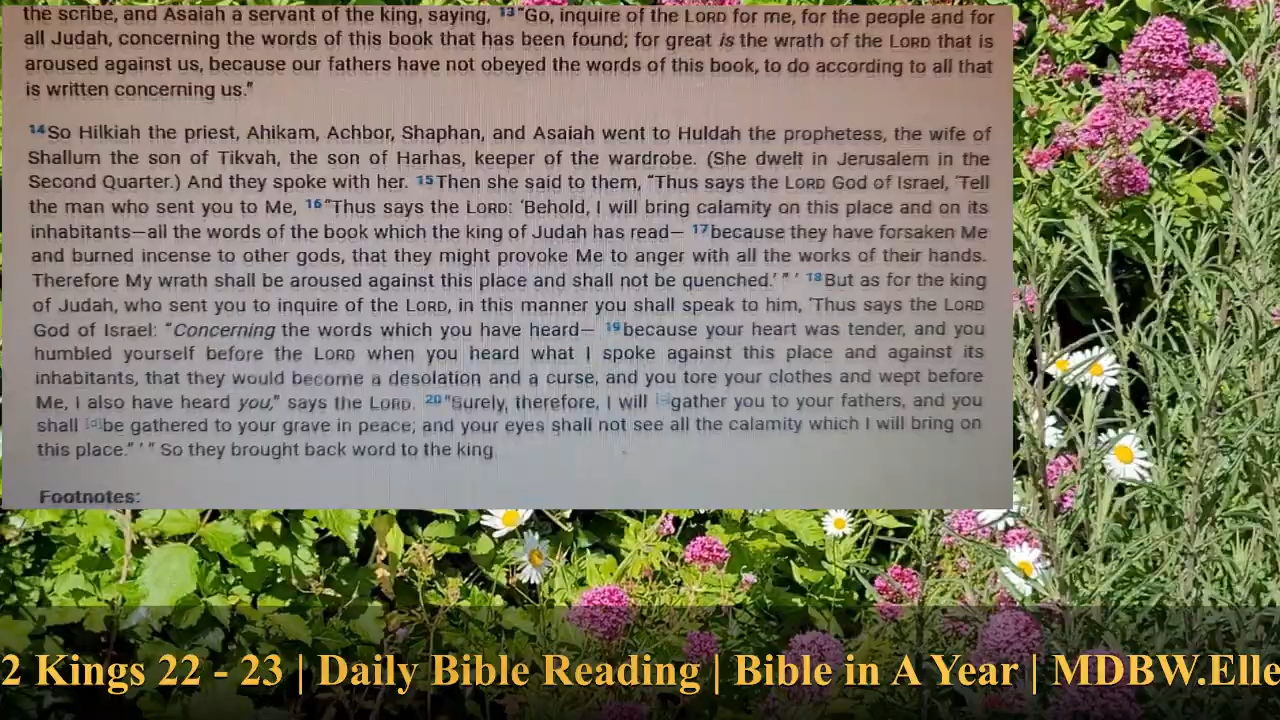 the scribe, and Asaiah a servant of the king, saying, 13 "Go, inquire of the LORD for me, for the people and for
all Judah, concerning the words of this book that has been found; for great is the wrath of the LORD that is
aroused against us, because our fathers have not obeyed the words of this book, to do according to all that
is written concerning us."
14 So Hilkiah the priest, Ahikam, Achbor, Shaphan, and Asaiah went to Huldah the prophetess, the wife of
Shallum the son of Tikvah, the son of Harhas, keeper of the wardrobe. (She dwelt in Jerusalem in the
Second Quarter.) And they spoke with her. 15 Then she said to them, "Thus says the LORD God of Israel, 'Tell
the man who sent you to Me, 16 "Thus says the LORD: 'Behold, I will bring calamity on this place and on its
inhabitants—all the words of the book which the king of Judah has read— 17 because they have forsaken Me
and burned incense to other gods, that they might provoke Me to anger with all the works of their hands.
Therefore My wrath shall be aroused against this place and shall not be quenched.' " ' 18 But as for the king
of Judah, who sent you to inquire of the LORD, in this manner you shall speak to him, 'Thus says the LORD
God of Israel: "Concerning the words which you have heard— 19 because your heart was tender, and you
humbled yourself before the LORD when you heard what I spoke against this place and against its
inhabitants, that they would become a desolation and a curse, and you tore your clothes and wept before
Me, I also have heard you," says the LORD. 20 "Surely, therefore, I will gather you to your fathers, and you
shall be gathered to your grave in peace; and your eyes shall not see all the calamity which I will bring on
this place." ' " So they brought back word to the king
Footnotes:
2 Kings 22 - 23 | Daily Bible Reading | Bible in A Year | MDBW.Elle